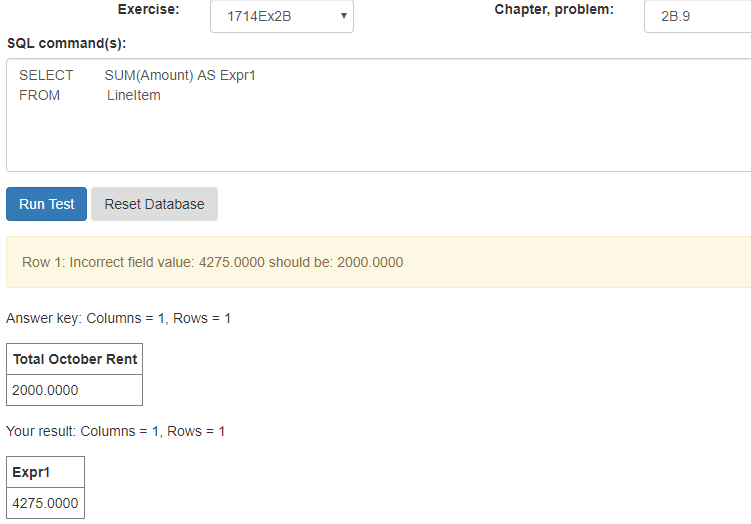 Exercise: 1714Ex2B Chapter, problem: 2B.9
SQL command(s):
SELECT SUM(Amount) AS Expr1
FROM LineItem
Run Test Reset Database
Row 1: Incorrect field value: 4275.0000 should be: 2000.0000
Answer key: Columns = 1, Rows = 1
Total October Rent
2000.0000
Your result: Columns = 1, Rows = 1
Expr1
4275.0000